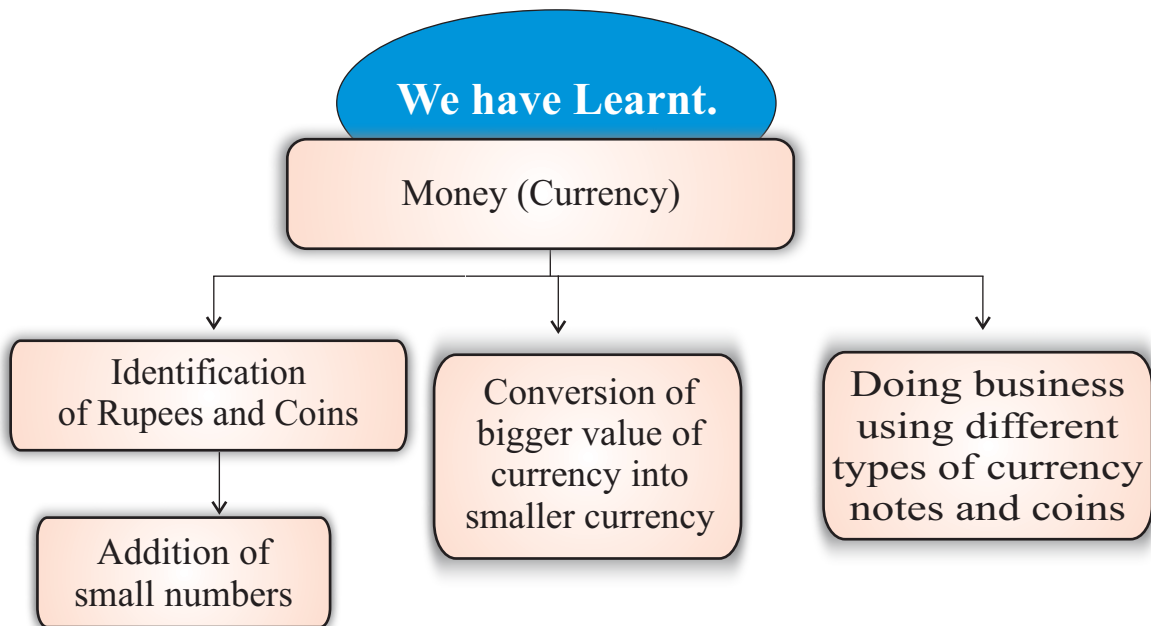 We have Learnt.
Money (Currency)
Identification
of Rupees and Coins
Addition of
small numbers
Conversion of
bigger value of
currency into
smaller currency
Doing business
using different
types of currency
notes and coins